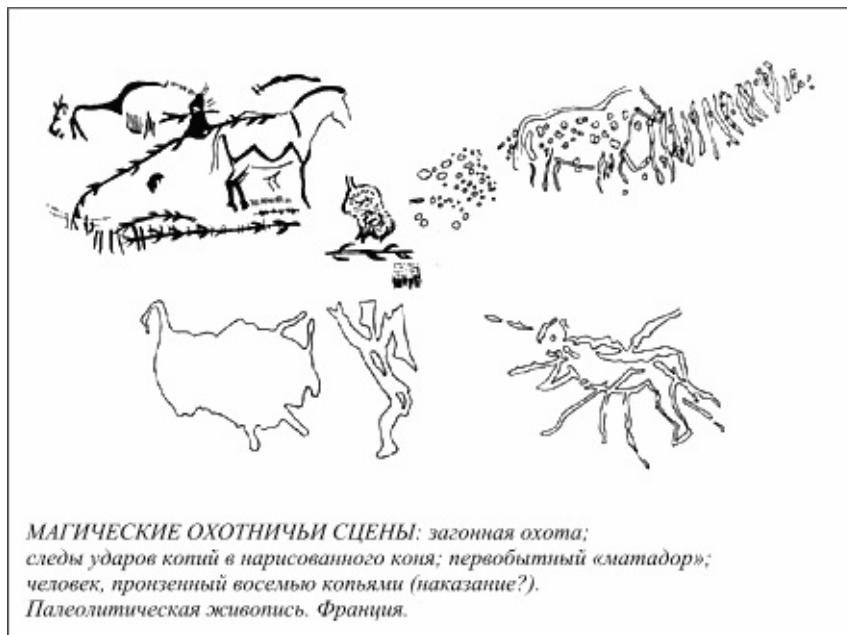 МАГИЧЕСКИЕ ОХОТНИЧЬИ СЦЕНЫ: загонная охота;
следы ударов копий в нарисованного коня; первобытный «матадор»;
человек, пронзенный восемью копьями (наказание?).
Палеолитическая живопись. Франция.